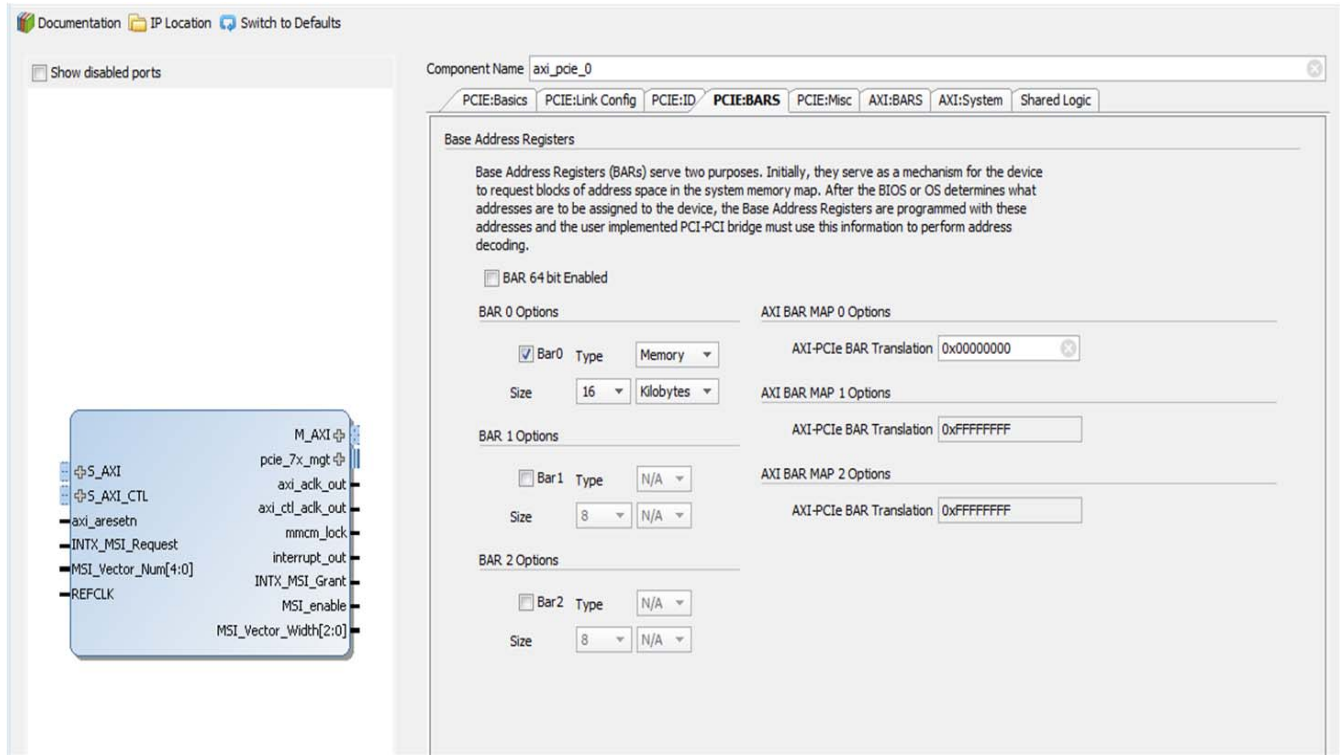 Documentation IP Location Switch to Defaults
Show disabled ports
Component Name axi_pcie_0
PCIE:Basics PCIE:Link Config PCIE:ID PCIE:BARS PCIE:Misc AXI:BARS AXI:System Shared Logic
Base Address Registers
Base Address Registers (BARs) serve two purposes. Initially, they serve as a mechanism for the device
to request blocks of address space in the system memory map. After the BIOS or OS determines what
addresses are to be assigned to the device, the Base Address Registers are programmed with these
addresses and the user implemented PCI-PCI bridge must use this information to perform address
decoding.
BAR 64 bit Enabled
BAR 0 Options
Bar0 Type Memory
Size 16 Kilobytes
BAR 1 Options
Bar1 Type N/A
Size 8 N/A
BAR 2 Options
Bar2 Type N/A
Size 8 N/A
AXI BAR MAP 0 Options
AXI-PCIe BAR Translation 0x00000000
AXI BAR MAP 1 Options
AXI-PCIe BAR Translation 0xFFFFFFFF
AXI BAR MAP 2 Options
AXI-PCIe BAR Translation 0xFFFFFFFF
S_AXI
S_AXI_CTL
axi_aresetn
INTX_MSI_Request
MSI_Vector_Num[4:0]
REFCLK
M_AXI
pcie_7x_mgt
axi_aclk_out
axi_ctl_aclk_out
mmcm_lock
interrupt_out
INTX_MSI_Grant
MSI_enable
MSI_Vector_Width[2:0]